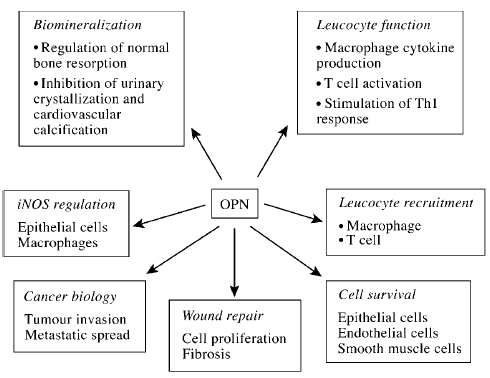 Biomineralization
• Regulation of normal
bone resorption
• Inhibition of urinary
crystallization and
cardiovascular
calcification
Leucocyte function
• Macrophage cytokine
production
• T cell activation
• Stimulation of Th1
response
iNOS regulation
Epithelial cells
Macrophages
OPN
Leucocyte recruitment
• Macrophage
• T cell
Cancer biology
Tumour invasion
Metastatic spread
Wound repair
Cell proliferation
Fibrosis
Cell survival
Epithelial cells
Endothelial cells
Smooth muscle cells